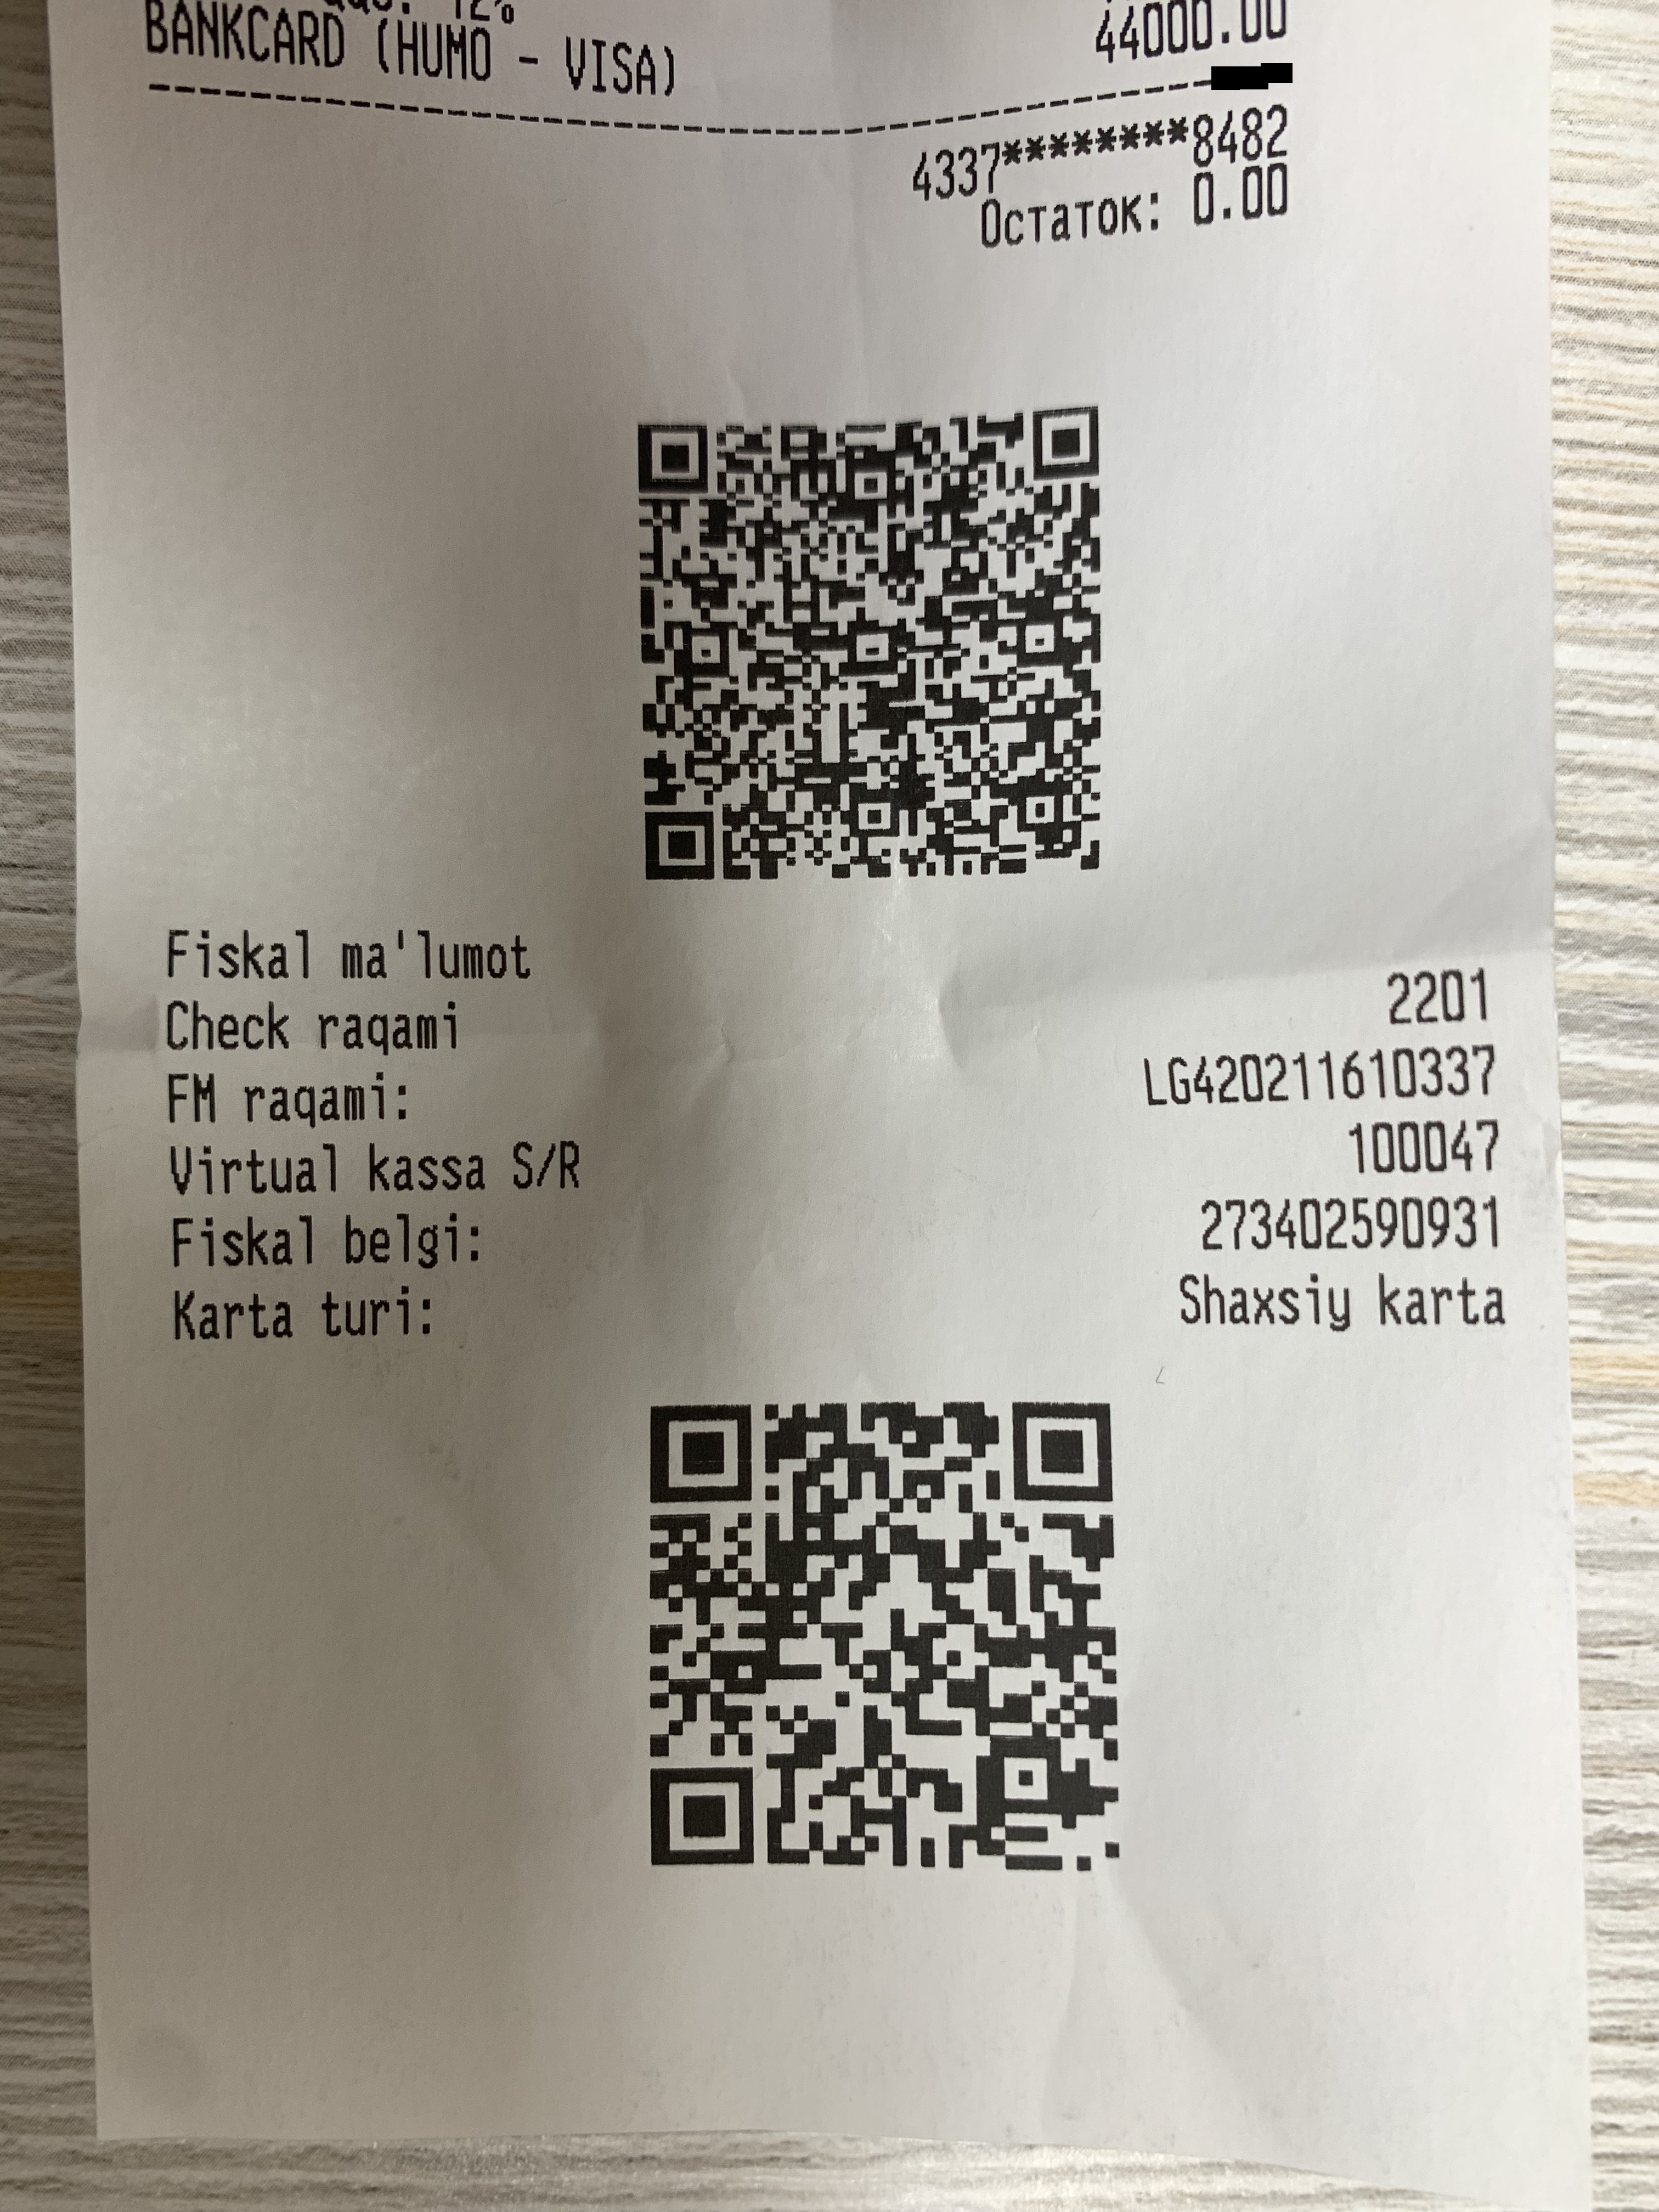 12%
BANKCARD (HUMO - VISA) 44000.00
4337********8482
Остаток: 0.00
Fiskal ma'lumot
Check raqami 2201
FM raqami: LG420211610337
Virtual kassa S/R 100047
Fiskal belgi: 273402590931
Karta turi: Shaxsiy karta